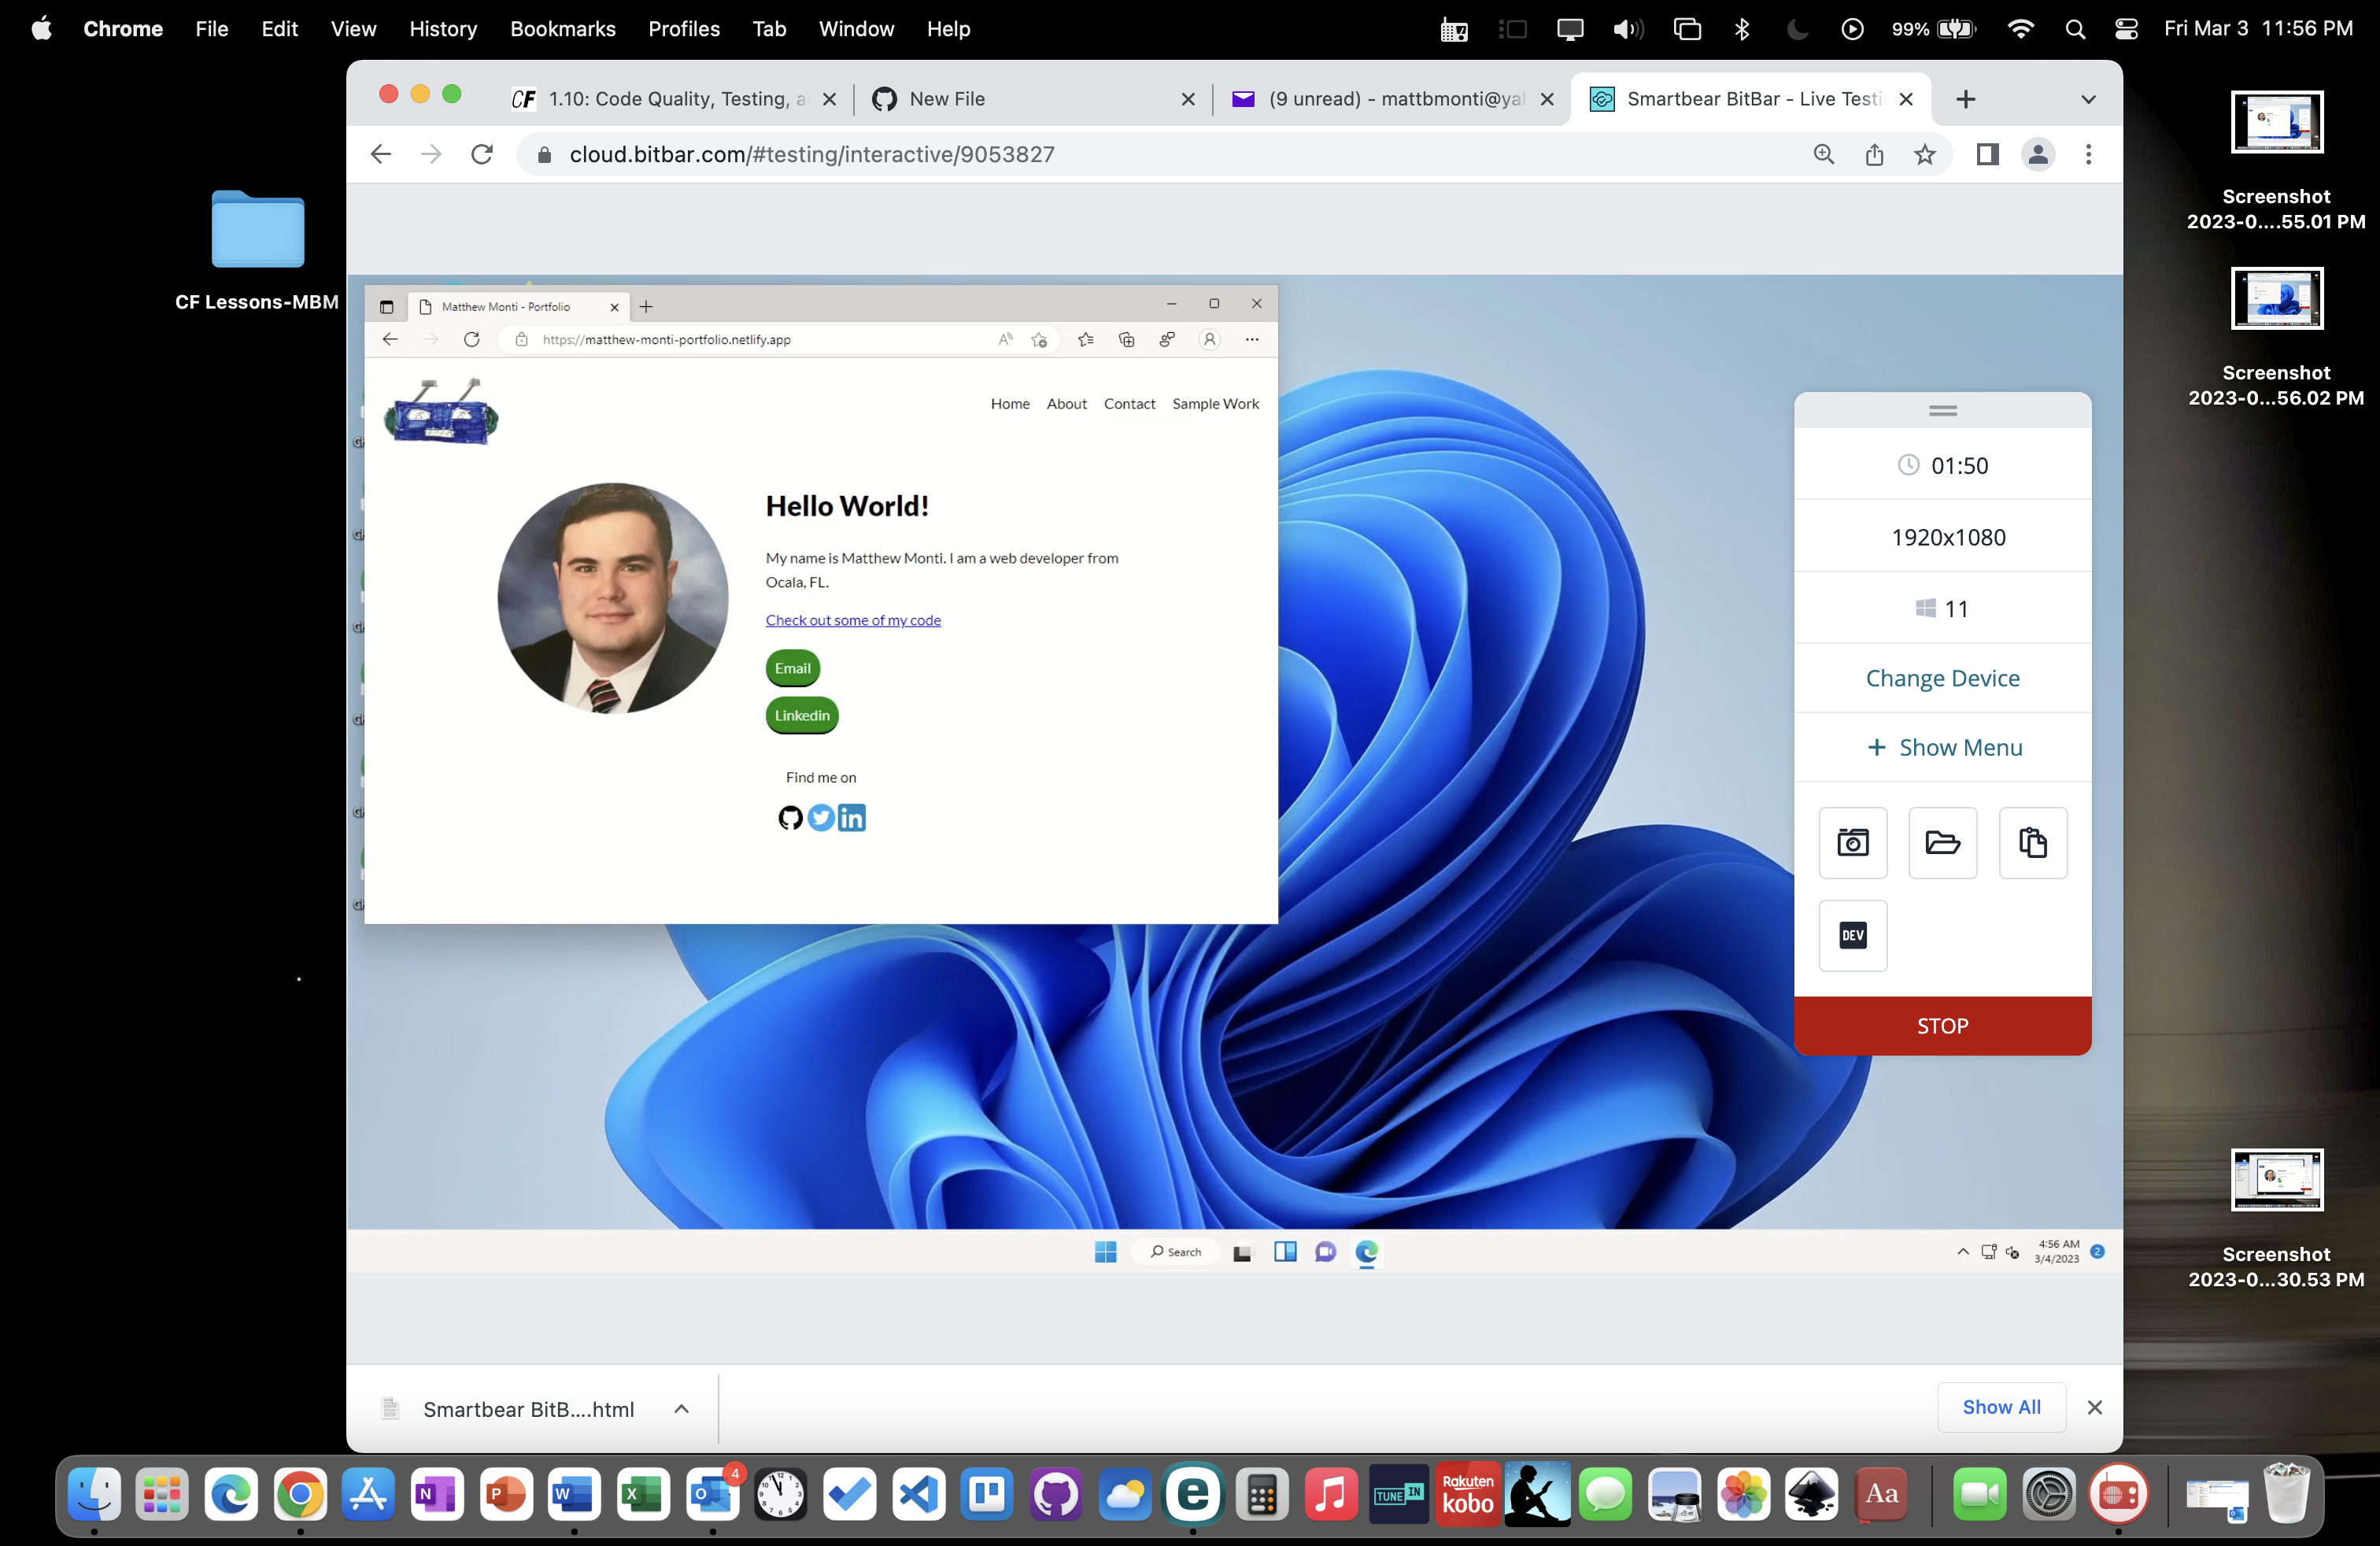 Chrome File Edit View History Bookmarks Profiles Tab Window Help
99% Fri Mar 3 11:56 PM
CF 1.10: Code Quality, Testing, a
New File
(9 unread) - mattbmonti@ya
Smartbear BitBar - Live Testi
cloud.bitbar.com/#testing/interactive/9053827
CF Lessons-MBM
Screenshot
2023-0....55.01 PM
Screenshot
2023-0...56.02 PM
Screenshot
2023-0...30.53 PM
Matthew Monti - Portfolio
https://matthew-monti-portfolio.netlify.app
Home About Contact Sample Work
Hello World!
My name is Matthew Monti. I am a web developer from
Ocala, FL.
Check out some of my code
Email
Linkedin
Find me on
in
01:50
1920x1080
11
Change Device
+ Show Menu
DEV
STOP
Search
4:56 AM
3/4/2023
2
Smartbear BitB....html
Show All
4
N
P
W
X
O
e
TUNE IN
Rakuten
kobo
Aa